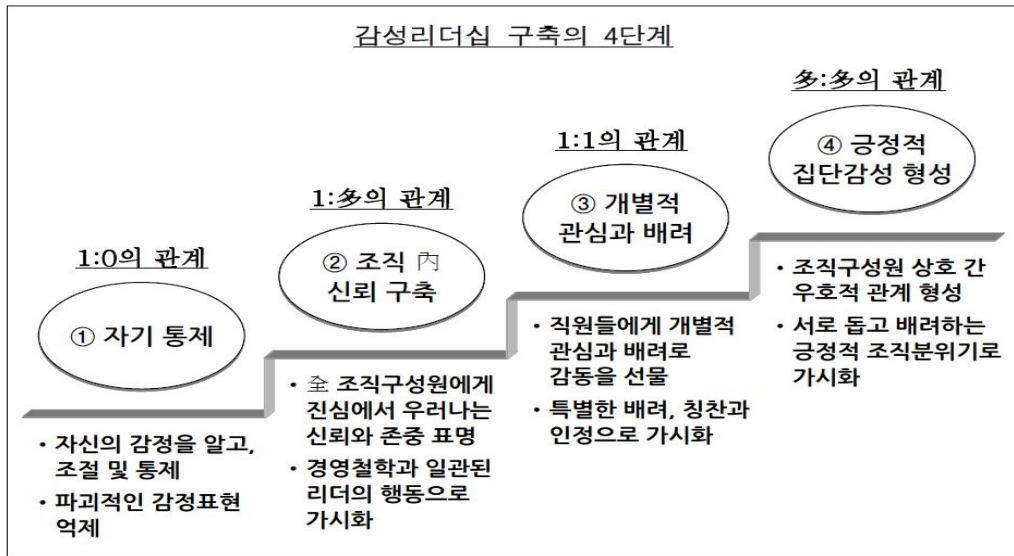 감성리더십 구축의 4단계
1:0의 관계
① 자기 통제
• 자신의 감정을 알고,
조절 및 통제
• 파괴적인 감정표현
억제
1:多의 관계
② 조직 內
신뢰 구축
• 全 조직구성원에게
진심에서 우러나는
신뢰와 존중 표명
• 경영철학과 일관된
리더의 행동으로
가시화
1:1의 관계
③ 개별적
관심과 배려
• 직원들에게 개별적
관심과 배려로
감동을 선물
• 특별한 배려, 칭찬과
인정으로 가시화
多:多의 관계
④ 긍정적
집단감성 형성
• 조직구성원 상호 간
우호적 관계 형성
• 서로 돕고 배려하는
긍정적 조직분위기로
가시화